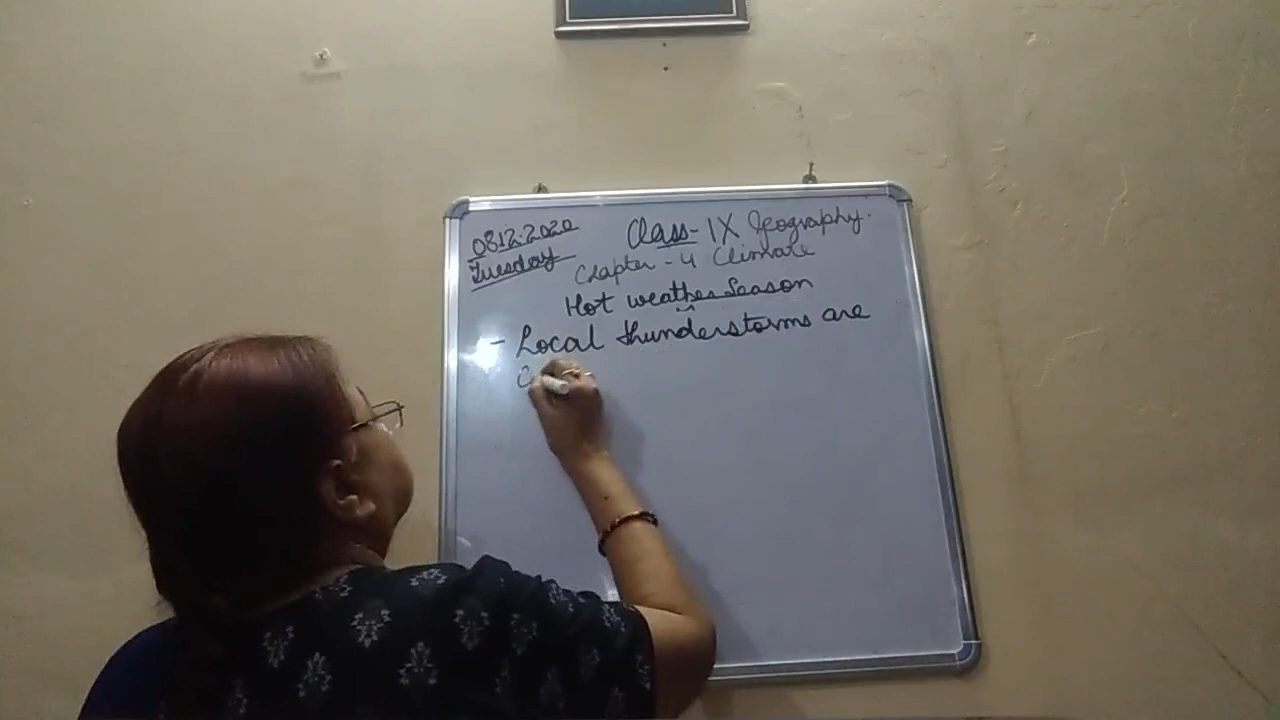 08.12.2020
Tuesday
Class-IX Geography.
Chapter-4 Climate
Hot weather Season
- Local thunderstorms are